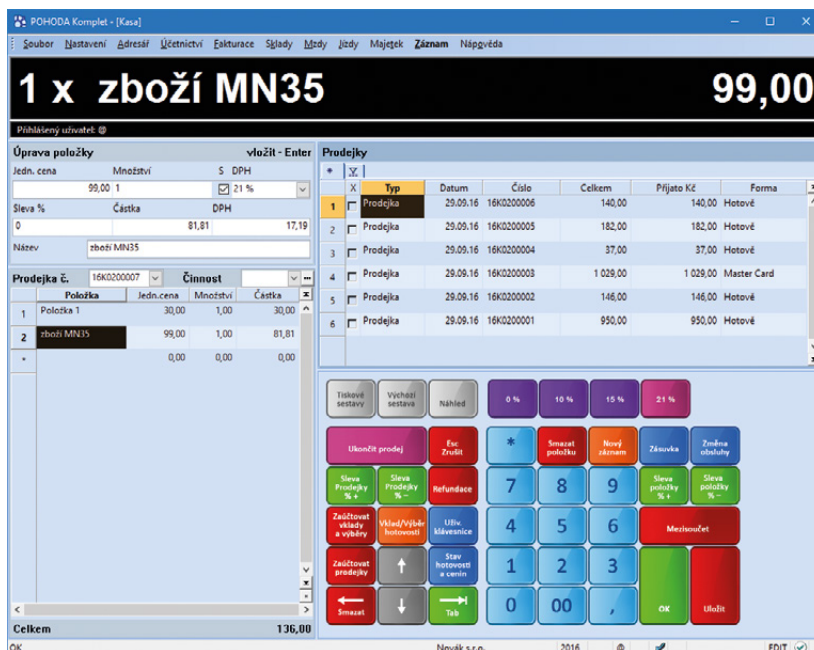 POHODA Komplet - [Kasa]
Soubor Nastavení Adresář Účetnictví Fakturace Sklady Mzdy Jízdy Majetek Záznam Nápověda
1 x zboží MN35 99,00
Přihlášený uživatel: @
Úprava položky vložit - Enter
Jedn. cena Množství S DPH
99,00 1 21 %
Sleva % Částka DPH
0 81,81 17,19
Název zboží MN35
Prodejka č. 16K0200007 Činnost
Položka Jedn.cena Množství Částka
1 Položka 1 30,00 1,00 30,00
2 zboží MN35 99,00 1,00 81,81
* 0,00 0,00 0,00
Celkem 136,00
Prodejky
X Typ Datum Číslo Celkem Přijato Kč Forma
1 Prodejka 29.09.16 16K0200006 140,00 140,00 Hotově
2 Prodejka 29.09.16 16K0200005 182,00 182,00 Hotově
3 Prodejka 29.09.16 16K0200004 37,00 37,00 Hotově
4 Prodejka 29.09.16 16K0200003 1 029,00 1 029,00 Master Card
5 Prodejka 29.09.16 16K0200002 146,00 146,00 Hotově
6 Prodejka 29.09.16 16K0200001 950,00 950,00 Hotově
Tiskové sestavy Výchozí sestava Náhled 0 % 10 % 15 % 21 %
Ukončit prodej Esc Zrušit * Smazat položku Nový záznam Zásuvka Změna obsluhy
Sleva Prodejky % + Sleva Prodejky % − Refundace 7 8 9 Sleva položky % + Sleva položky % −
Zaúčtovat vklady a výběry Vklad/Výběr hotovosti Uživ. klávesnice 4 5 6 Mezisoučet
Zaúčtovat prodejky Stav hotovosti a cenin 1 2 3
Smazat Tab 0 00 , OK Uložit
OK Novák s.r.o. 2016 @ EDIT